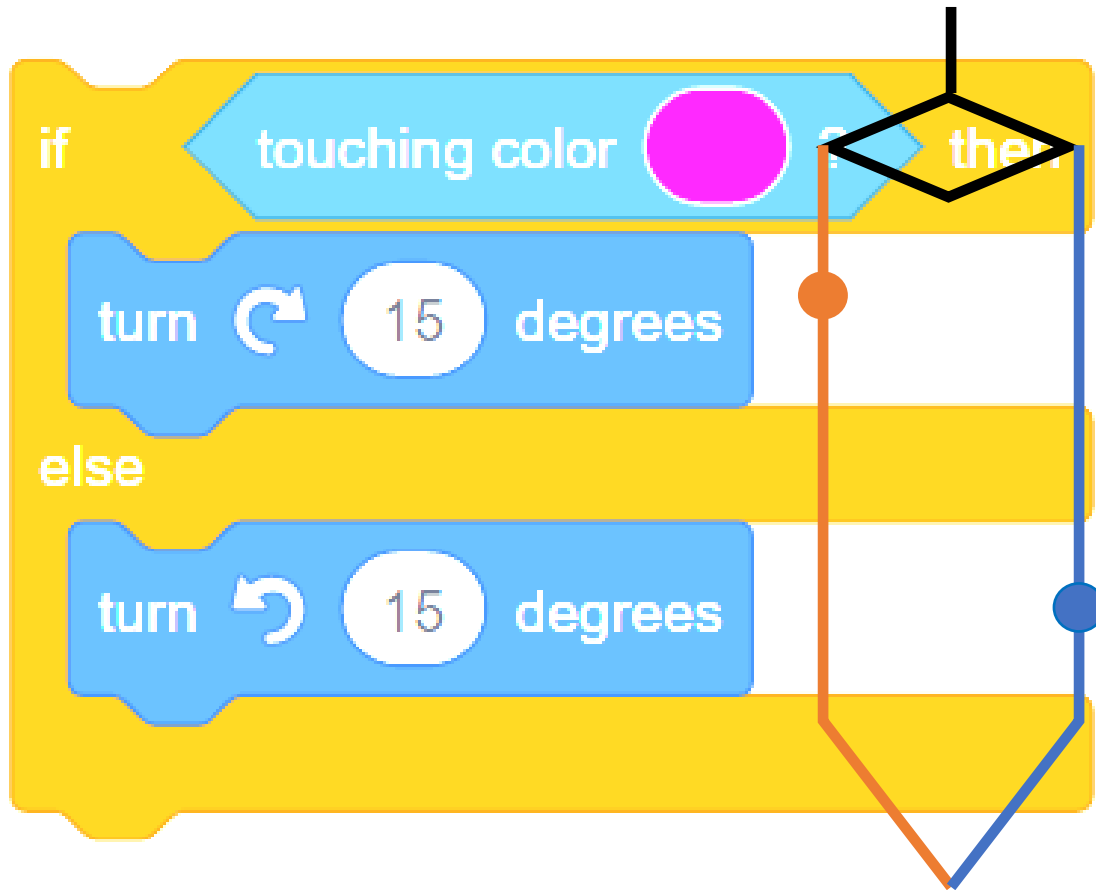 if touching color ? then
turn 15 degrees
else
turn 15 degrees